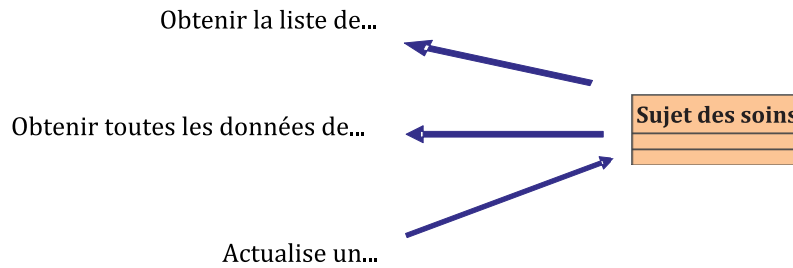 Obtenir la liste de...
Obtenir toutes les données de...
Sujet des soins
Actualise un...